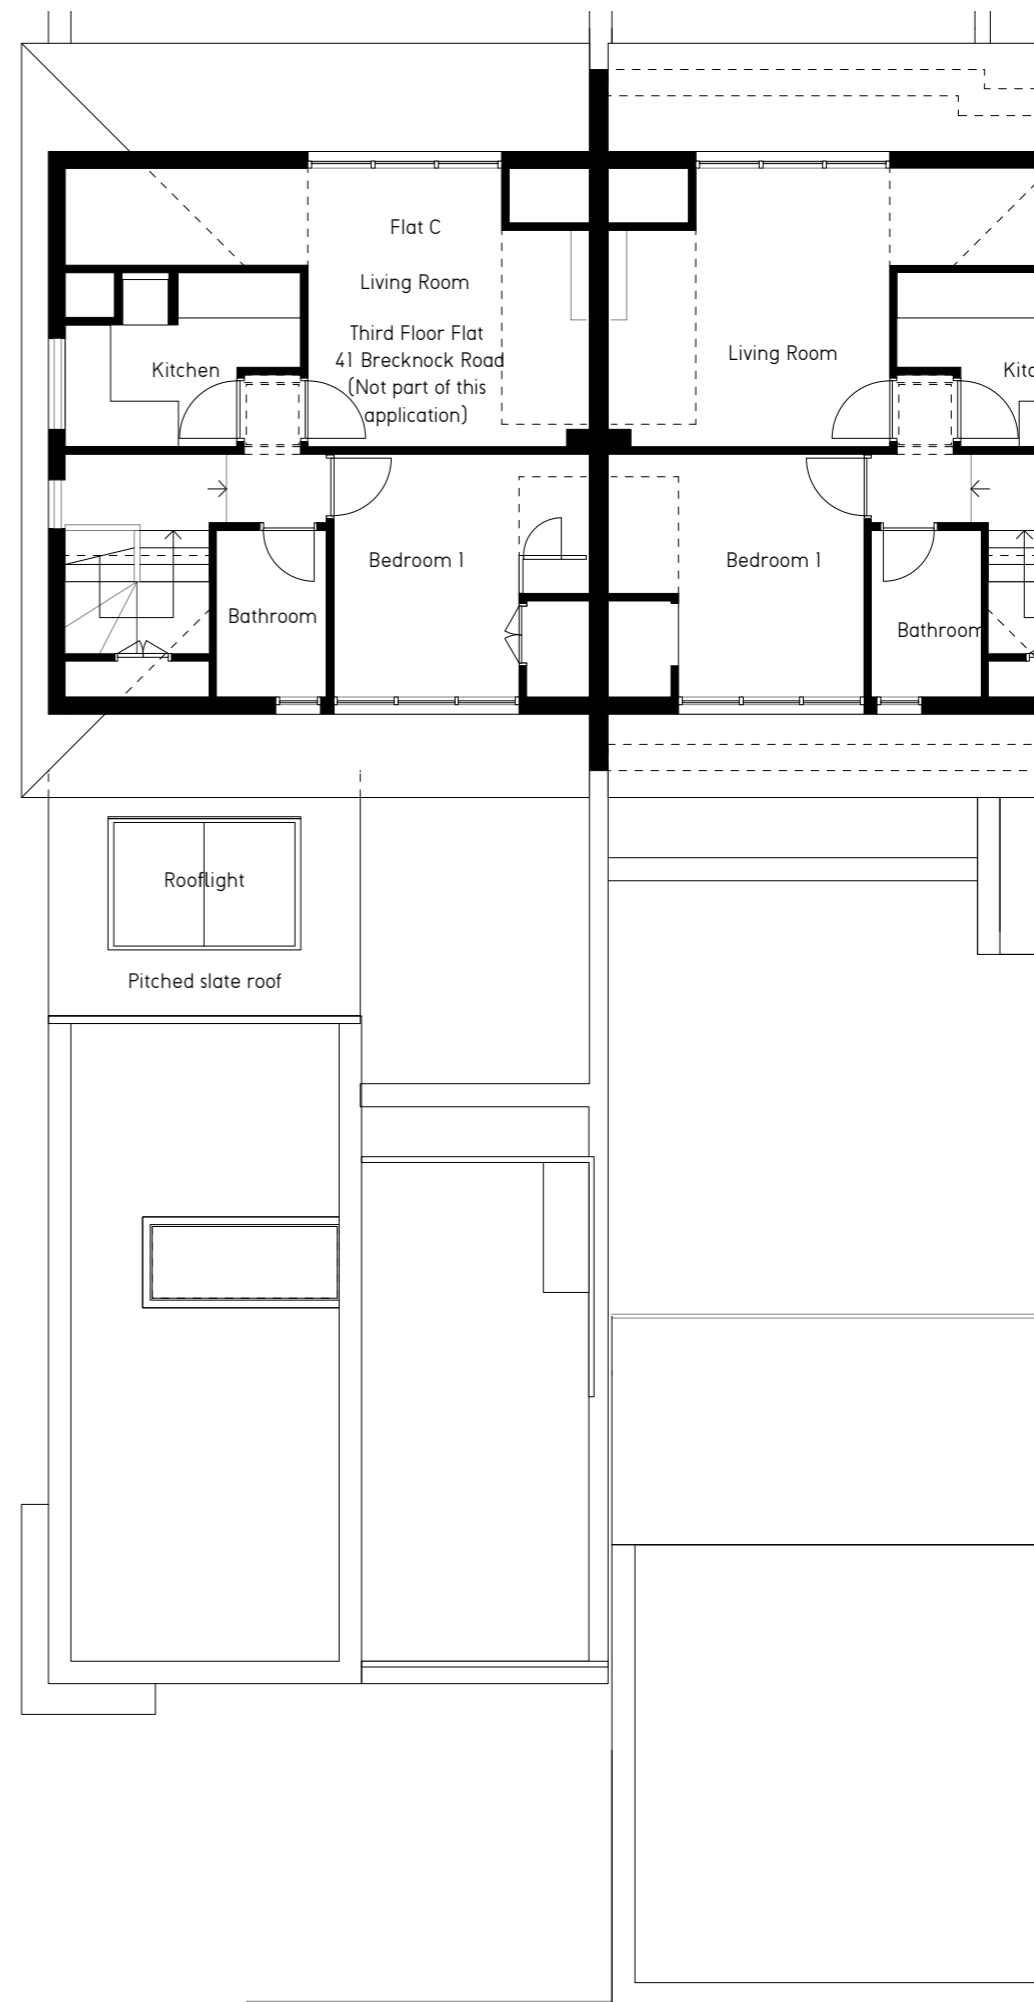 Flat C
Living Room
Third Floor Flat
41 Brecknock Road
(Not part of this
application)
Kitchen
Living Room
Kitc
Bedroom 1
Bathroom
Bedroom 1
Bathroom
Rooflight
Pitched slate roof